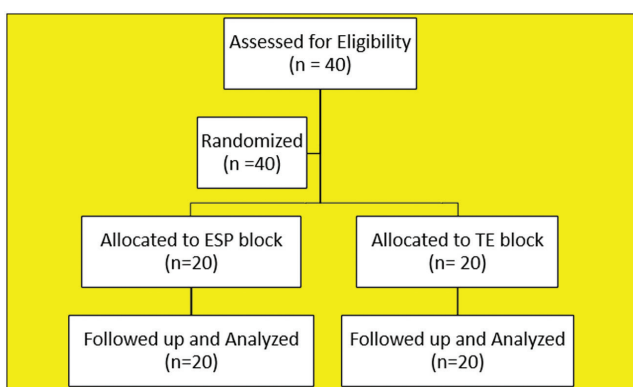 Assessed for Eligibility
(n = 40)
Randomized
(n =40)
Allocated to ESP block
(n=20)
Allocated to TE block
(n= 20)
Followed up and Analyzed
(n=20)
Followed up and Analyzed
(n=20)